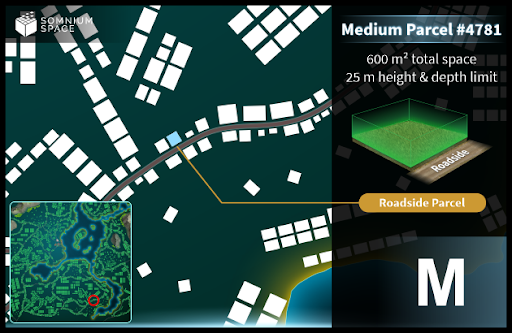 SOMNIUM
SPACE
Medium Parcel #4781
600 m² total space
25 m height & depth limit
Roadside
Roadside Parcel
M